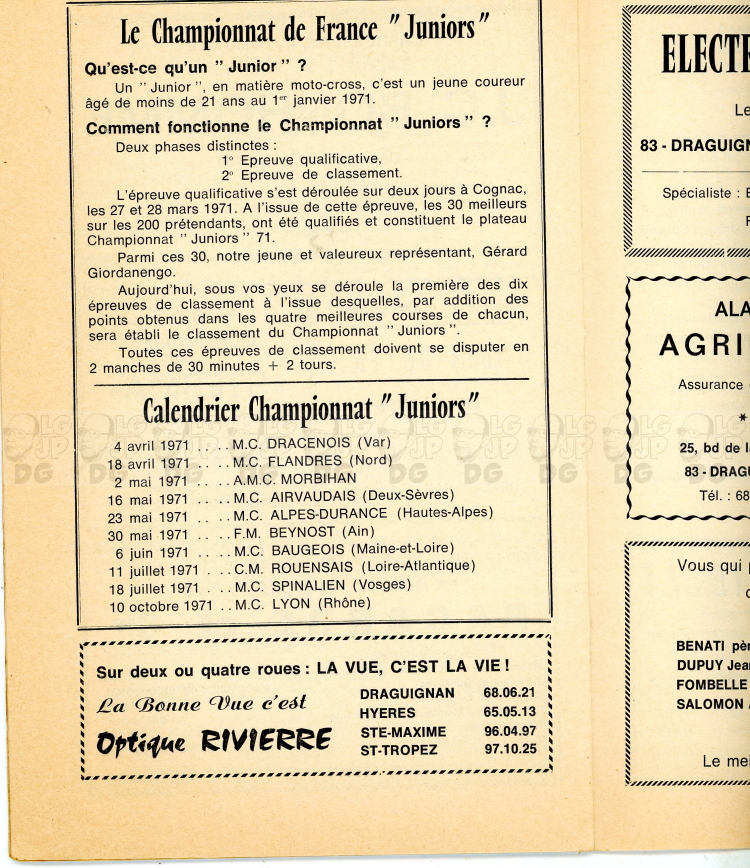 Le Championnat de France "Juniors"
Qu'est-ce qu'un "Junior" ?
Un "Junior", en matière moto-cross, c'est un jeune coureur
âgé de moins de 21 ans au 1er janvier 1971.
Comment fonctionne le Championnat "Juniors" ?
Deux phases distinctes :
1° Epreuve qualificative,
2° Epreuve de classement.
L'épreuve qualificative s'est déroulée sur deux jours à Cognac,
les 27 et 28 mars 1971. A l'issue de cette épreuve, les 30 meilleurs
sur les 200 prétendants, ont été qualifiés et constituent le plateau
Championnat "Juniors" 71.
Parmi ces 30, notre jeune et valeureux représentant, Gérard
Giordanengo.
Aujourd'hui, sous vos yeux se déroule la première des dix
épreuves de classement à l'issue desquelles, par addition des
points obtenus dans les quatre meilleures courses de chacun,
sera établi le classement du Championnat "Juniors".
Toutes ces épreuves de classement doivent se disputer en
2 manches de 30 minutes + 2 tours.
Calendrier Championnat "Juniors"
4 avril 1971 .. .. M.C. DRACENOIS (Var)
18 avril 1971 .. .. M.C. FLANDRES (Nord)
2 mai 1971 .. .. A.M.C. MORBIHAN
16 mai 1971 .. .. M.C. AIRVAUDAIS (Deux-Sèvres)
23 mai 1971 .. .. M.C. ALPES-DURANCE (Hautes-Alpes)
30 mai 1971 .. .. F.M. BEYNOST (Ain)
6 juin 1971 .. .. M.C. BAUGEOIS (Maine-et-Loire)
11 juillet 1971 . .. C.M. ROUENSAIS (Loire-Atlantique)
18 juillet 1971 . .. M.C. SPINALIEN (Vosges)
10 octobre 1971 .. M.C. LYON (Rhône)
Sur deux ou quatre roues : LA VUE, C'EST LA VIE !
La Bonne Vue c'est
Optique RIVIERRE
DRAGUIGNAN 68.06.21
HYERES 65.05.13
STE-MAXIME 96.04.97
ST-TROPEZ 97.10.25
ELECTR
Le
83 - DRAGUIGN
Spécialiste :
ALA
AGRI
Assurance
*
25, bd de l
83 - DRAGU
Tél. : 68
Vous qui
BENATI pèr
DUPUY Jea
FOMBELLE
SALOMON
Le mei
LG JP DG